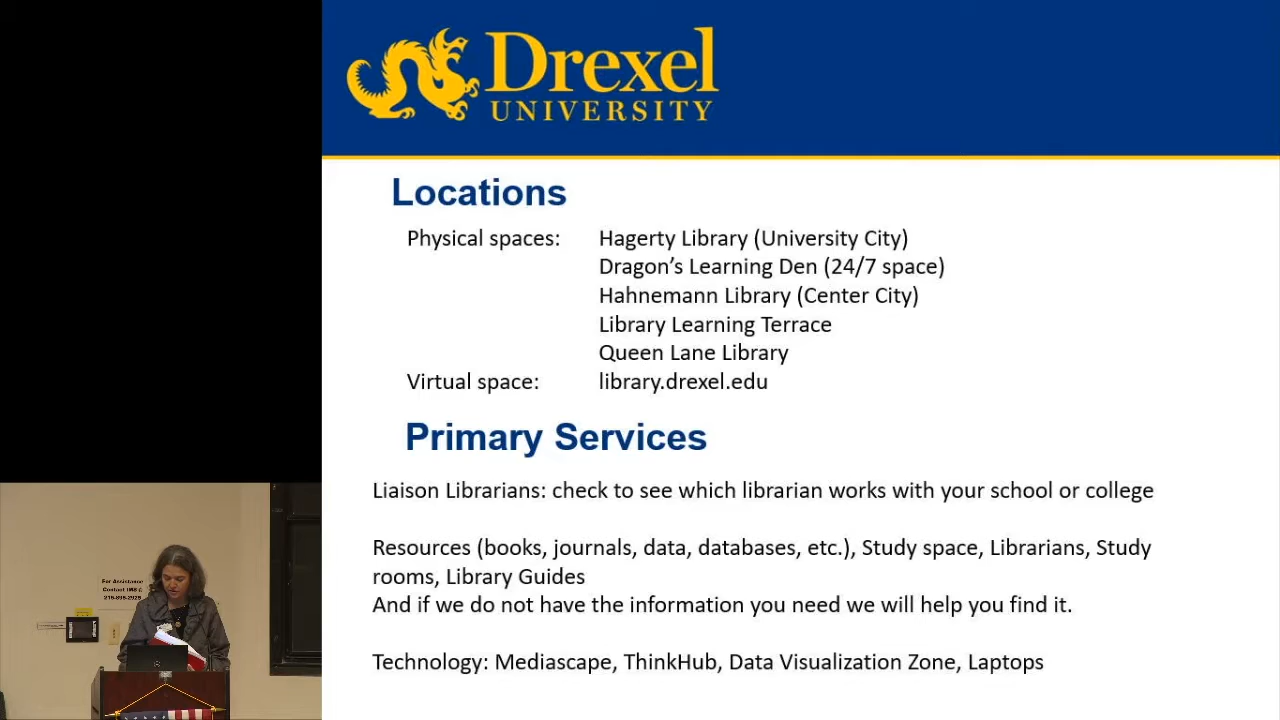 Drexel
UNIVERSITY
Locations
Physical spaces: Hagerty Library (University City)
Dragon's Learning Den (24/7 space)
Hahnemann Library (Center City)
Library Learning Terrace
Queen Lane Library
Virtual space: library.drexel.edu
Primary Services
Liaison Librarians: check to see which librarian works with your school or college
Resources (books, journals, data, databases, etc.), Study space, Librarians, Study
rooms, Library Guides
And if we do not have the information you need we will help you find it.
Technology: Mediascape, ThinkHub, Data Visualization Zone, Laptops
For Assistance
Contact IMS